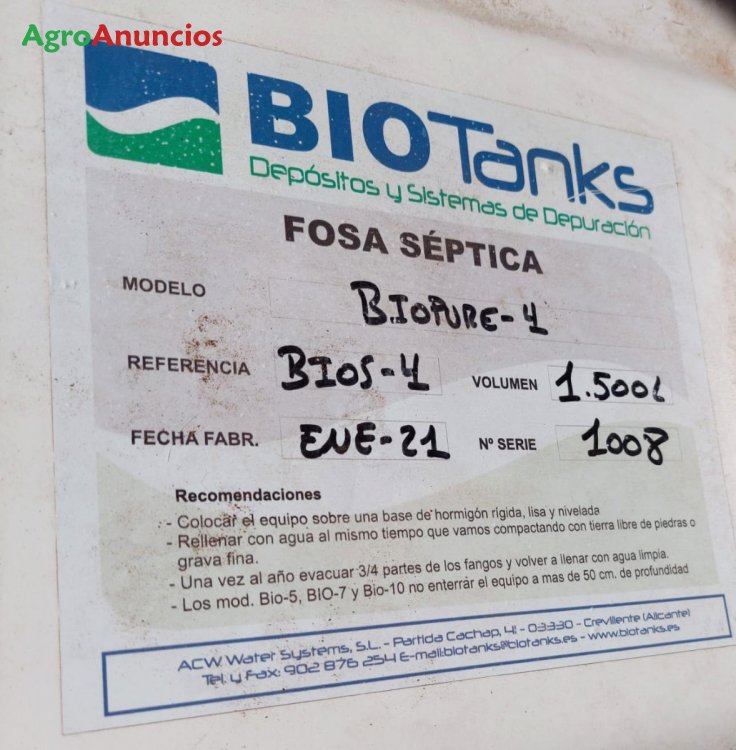 AgroAnuncios
BIOTanks
Depósitos y Sistemas de Depuración
FOSA SÉPTICA
MODELO BIOPURE-4
REFERENCIA BIOS-4 VOLUMEN 1.500L
FECHA FABR. ENE-21 Nº SERIE 1008
Recomendaciones
- Colocar el equipo sobre una base de hormigón rigida, lisa y nivelada
- Rellenar con agua al mismo tiempo que vamos compactando con tierra libre de piedras o
grava fina.
- Una vez al año evacuar 3/4 partes de los fangos y volver a llenar con agua limpia.
- Los mod. Bio-5, BIO-7 y Bio-10 no enterrar el equipo a mas de 50 cm. de profundidad
ACW Water Systems, S.L. - Partida Cachap, 41 - 03330 - Crevillente (Alicante)
Tel. y Fax: 902 876 254 E-mail:biotanks@biotanks.es - www.biotanks.es